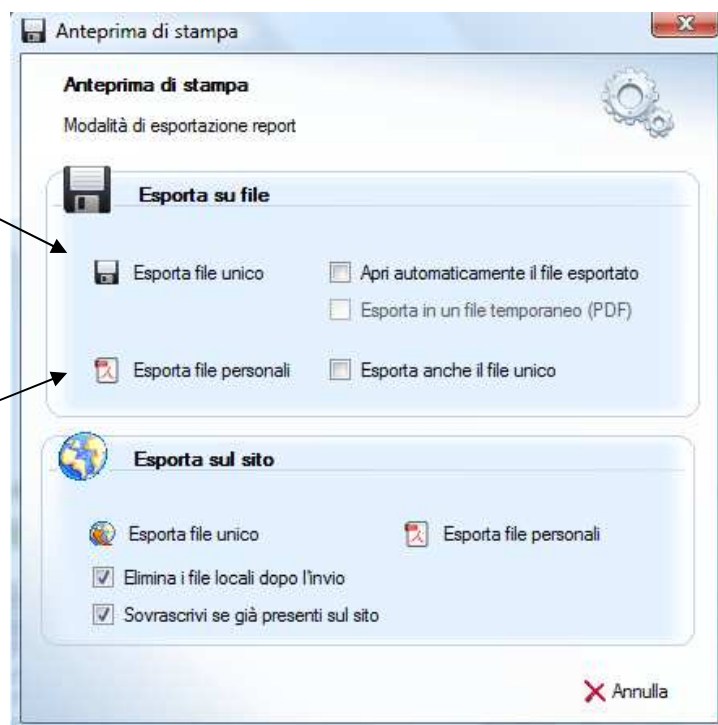 Anteprima di stampa
Anteprima di stampa
Modalità di esportazione report
Esporta su file
Esporta file unico Apri automaticamente il file esportato
Esporta in un file temporaneo (PDF)
Esporta file personali Esporta anche il file unico
Esporta sul sito
Esporta file unico Esporta file personali
Elimina i file locali dopo l'invio
Sovrascrivi se già presenti sul sito
Annulla